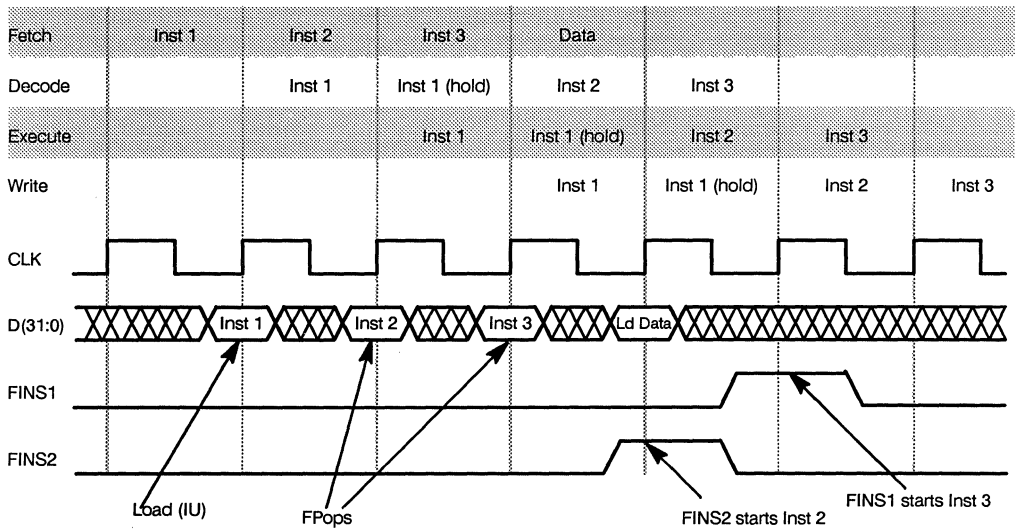 Fetch Inst 1 Inst 2 Inst 3 Data
Decode Inst 1 Inst 1 (hold) Inst 2 Inst 3
Execute Inst 1 Inst 1 (hold) Inst 2 Inst 3
Write Inst 1 Inst 1 (hold) Inst 2 Inst 3
CLK
D(31:0) Inst 1 Inst 2 Inst 3 Ld Data
FINS1
FINS2
Load (IU) FPops FINS2 starts Inst 2 FINS1 starts Inst 3